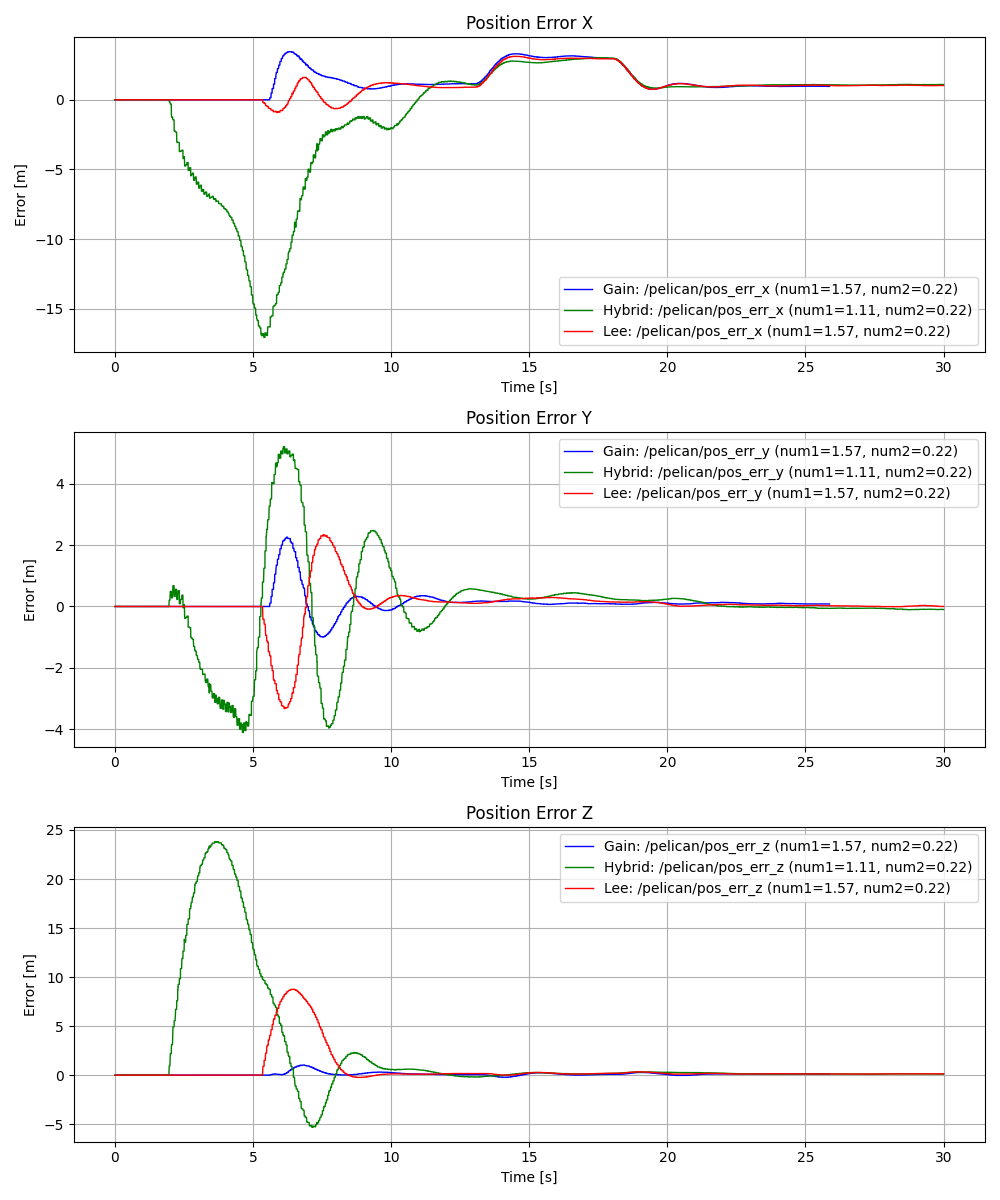 Position Error X
Error [m]
0
−5
−10
−15
Gain: /pelican/pos_err_x (num1=1.57, num2=0.22)
Hybrid: /pelican/pos_err_x (num1=1.11, num2=0.22)
Lee: /pelican/pos_err_x (num1=1.57, num2=0.22)
0 5 10 15 20 25 30
Time [s]
Position Error Y
Error [m]
4
2
0
−2
−4
Gain: /pelican/pos_err_y (num1=1.57, num2=0.22)
Hybrid: /pelican/pos_err_y (num1=1.11, num2=0.22)
Lee: /pelican/pos_err_y (num1=1.57, num2=0.22)
0 5 10 15 20 25 30
Time [s]
Position Error Z
Error [m]
25
20
15
10
5
0
−5
Gain: /pelican/pos_err_z (num1=1.57, num2=0.22)
Hybrid: /pelican/pos_err_z (num1=1.11, num2=0.22)
Lee: /pelican/pos_err_z (num1=1.57, num2=0.22)
0 5 10 15 20 25 30
Time [s]